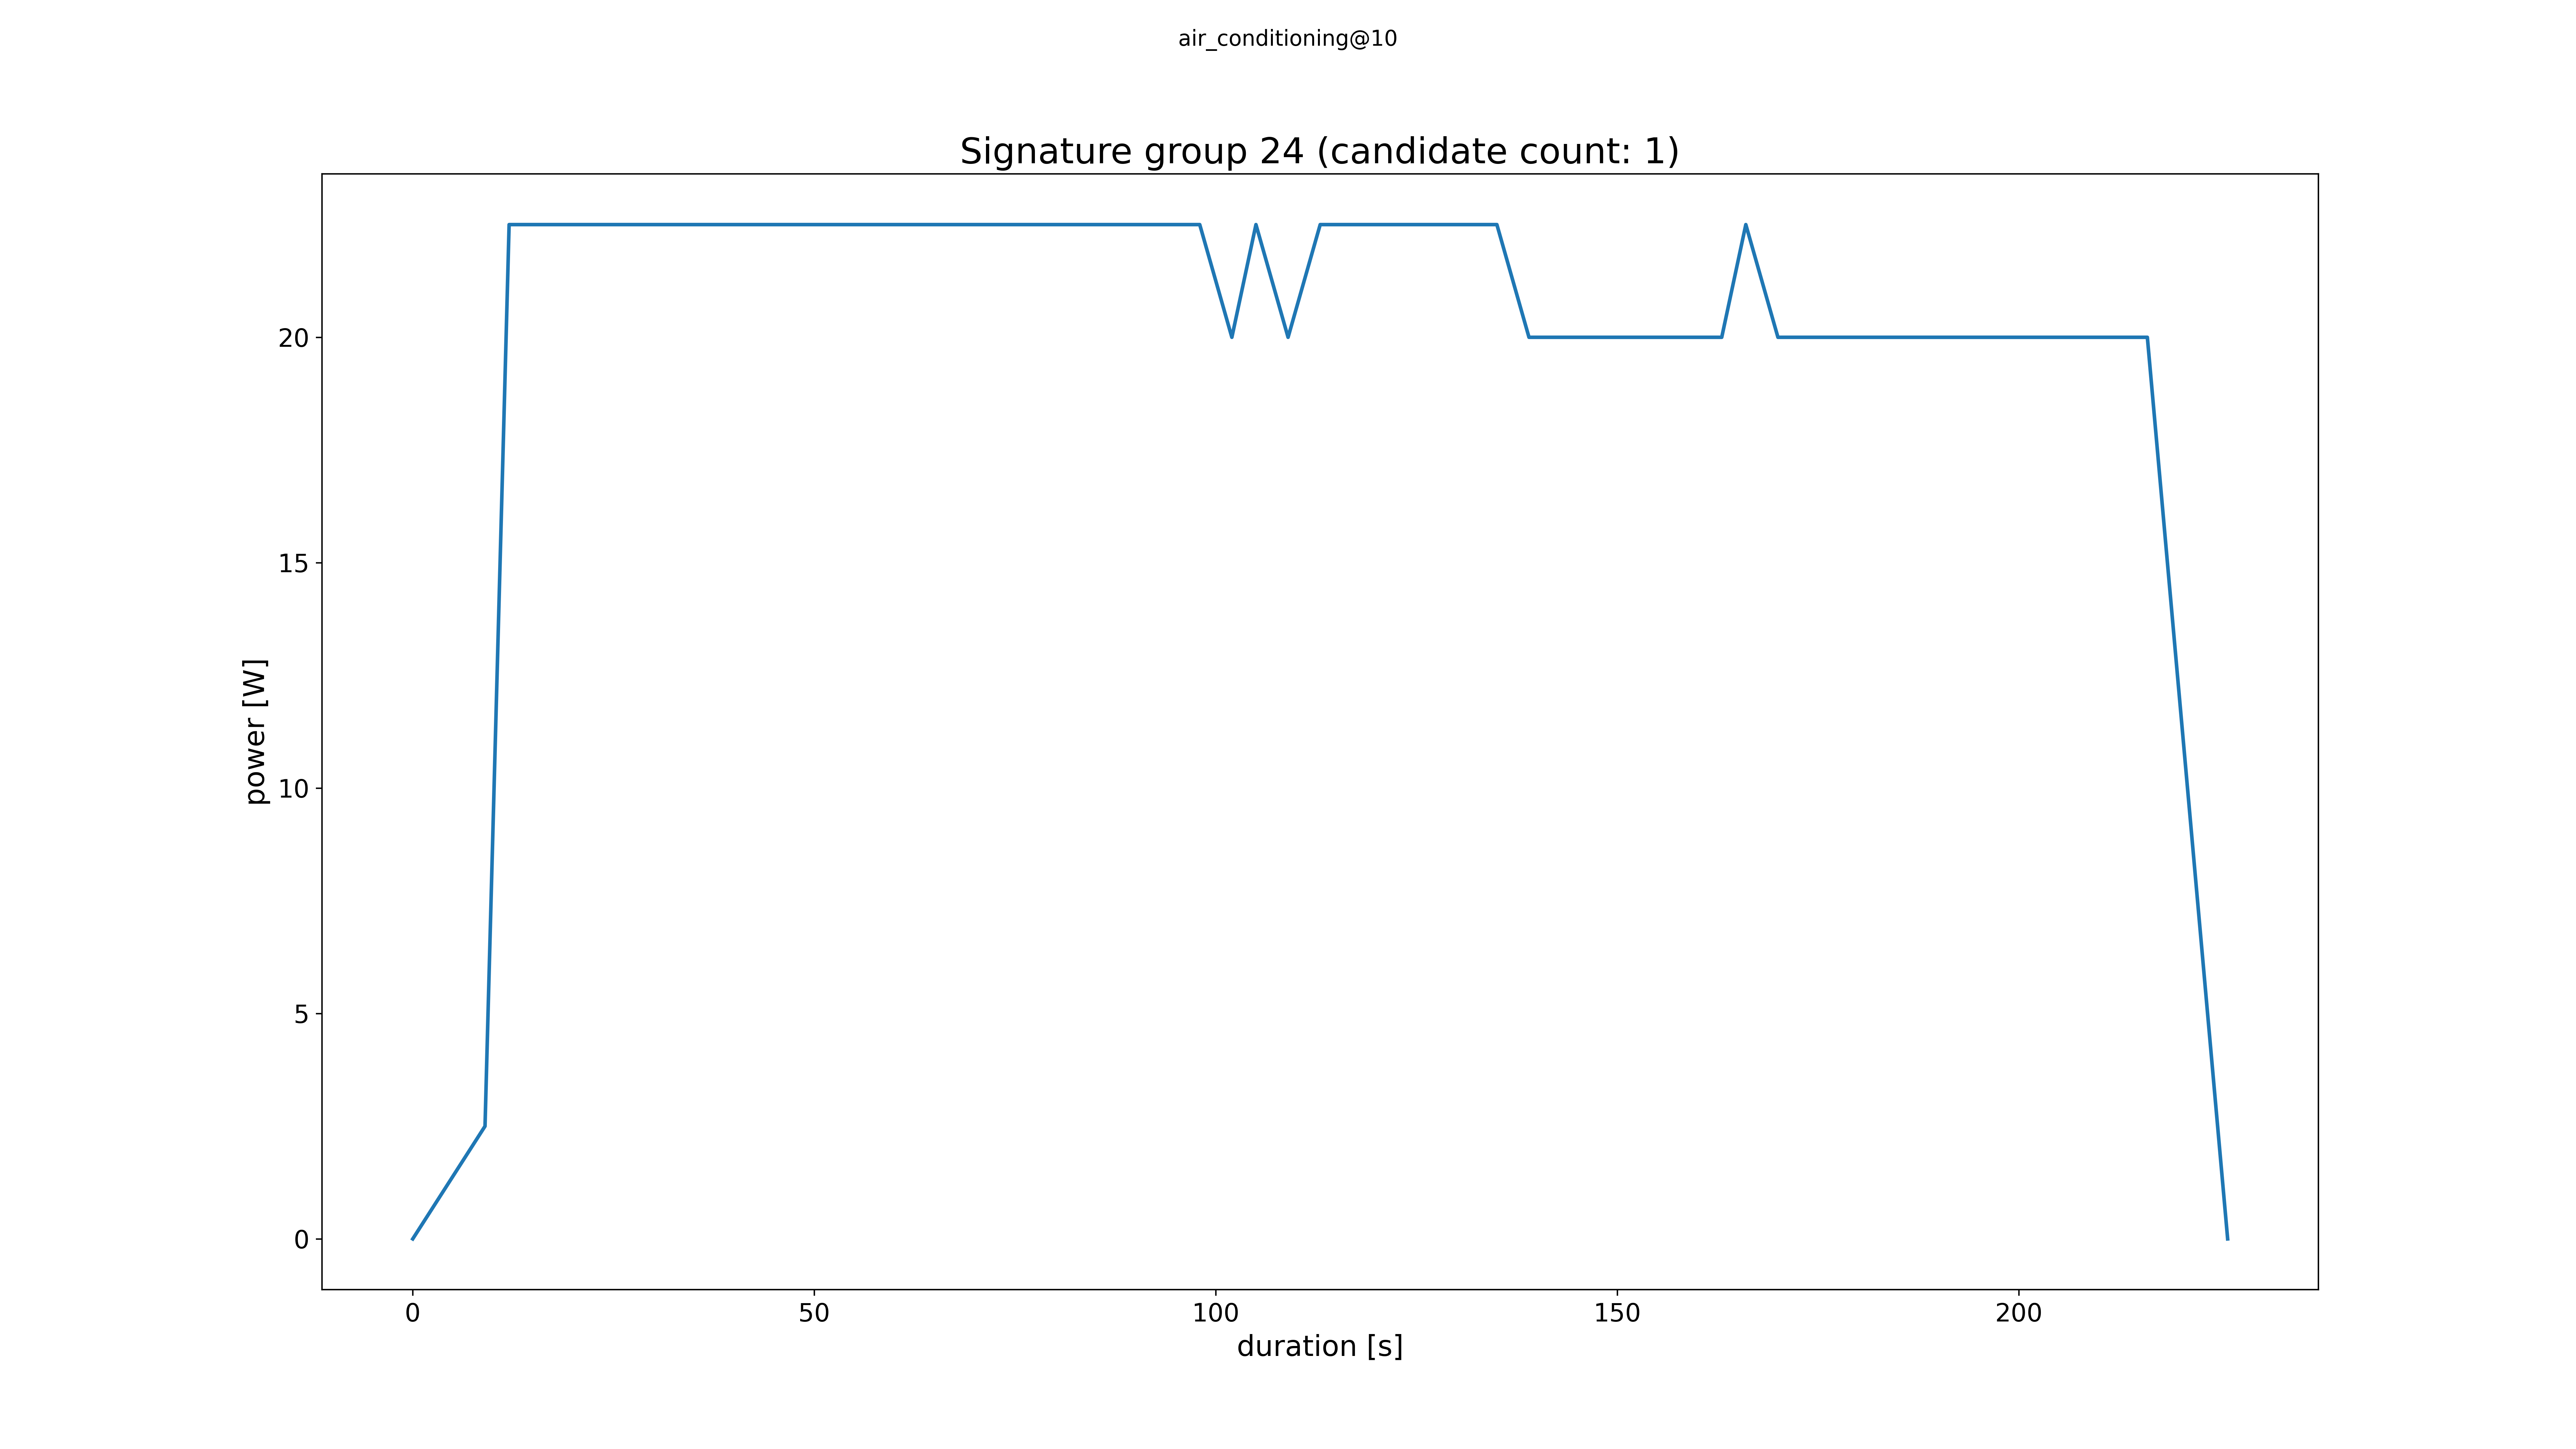 air_conditioning@10
Signature group 24 (candidate count: 1)
power [W]
20
15
10
5
0
0 50 100 150 200
duration [s]